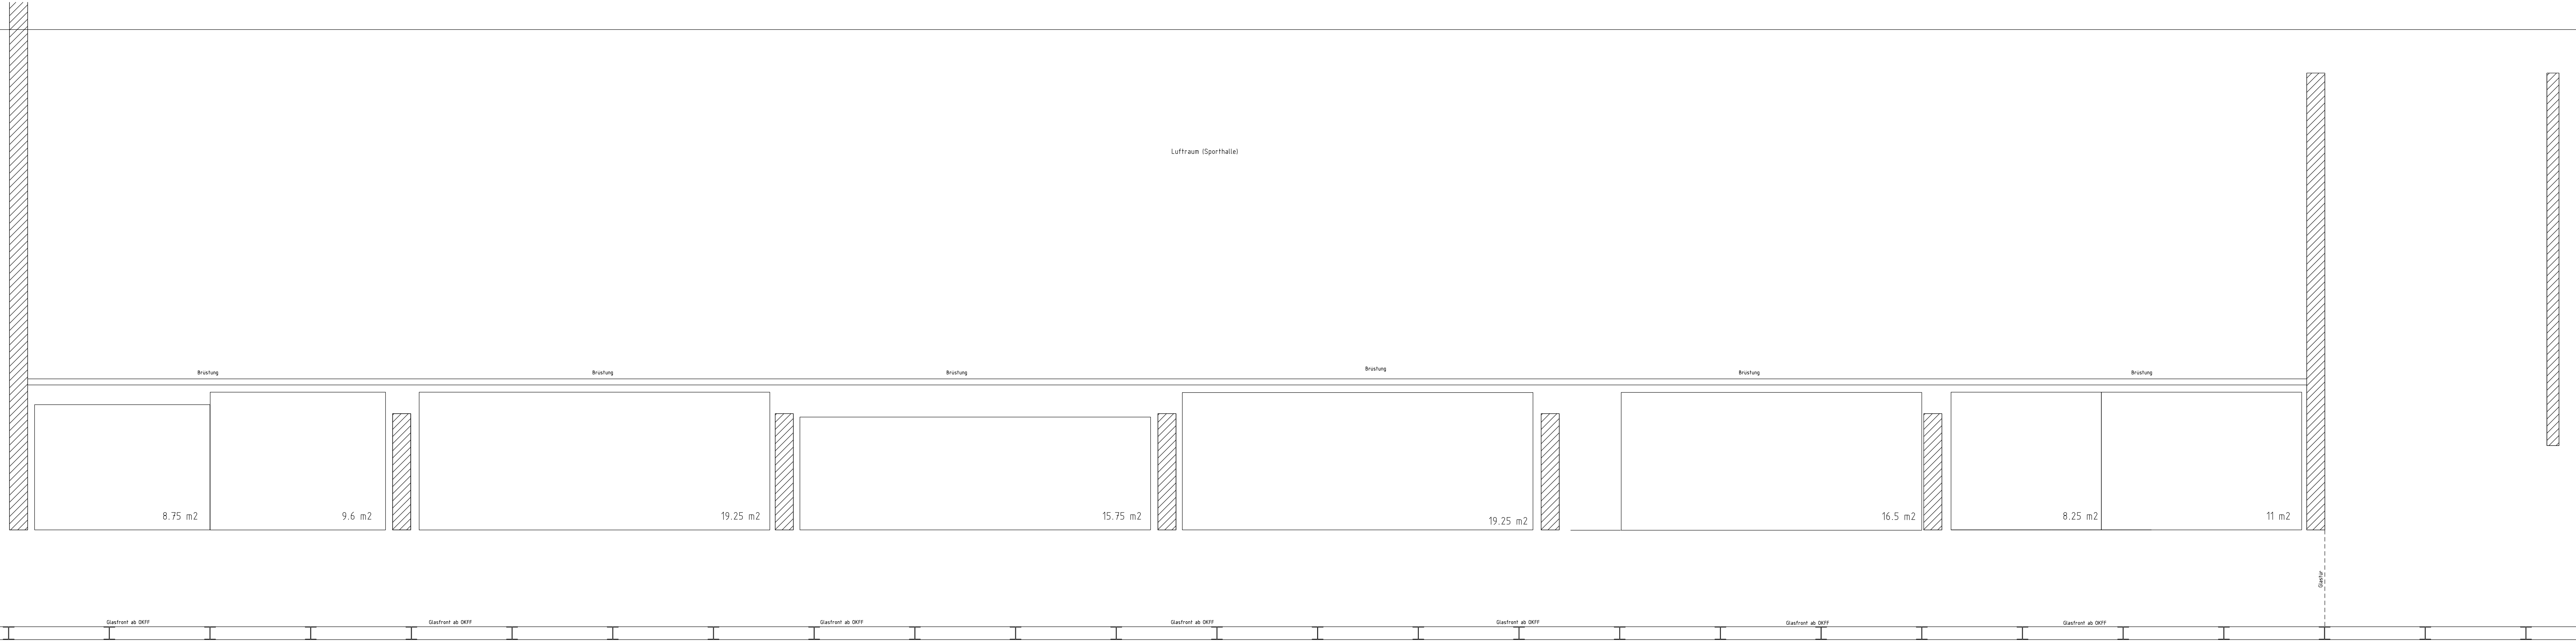 Luftraum (Sporthalle)
Brüstung
Brüstung
Brüstung
Brüstung
Brüstung
Brüstung
8.75 m2
9.6 m2
19.25 m2
15.75 m2
19.25 m2
16.5 m2
8.25 m2
11 m2
Glastür
Glasfront ab OKFF
Glasfront ab OKFF
Glasfront ab OKFF
Glasfront ab OKFF
Glasfront ab OKFF
Glasfront ab OKFF
Glasfront ab OKFF